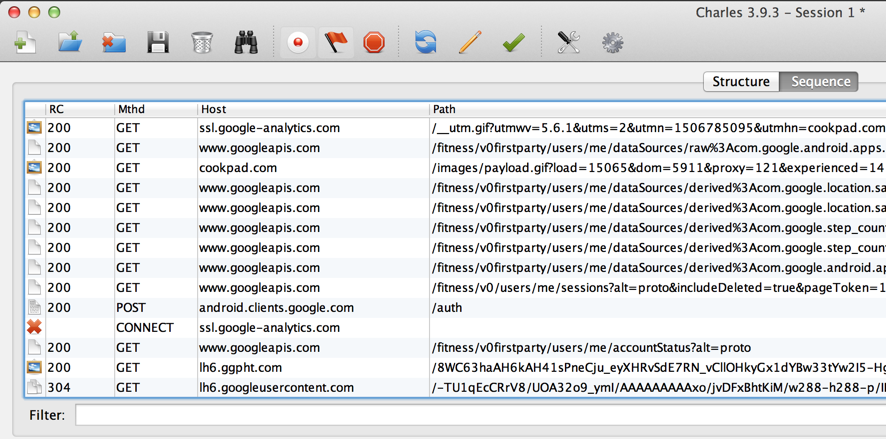 Charles 3.9.3 – Session 1 *
Structure Sequence
RC Mthd Host Path
200 GET ssl.google-analytics.com /__utm.gif?utmwv=5.6.1&utms=2&utmn=1506785095&utmhn=cookpad.com
200 GET www.googleapis.com /fitness/v0firstparty/users/me/dataSources/raw%3Acom.google.android.apps.
200 GET cookpad.com /images/payload.gif?load=15065&dom=5911&proxy=121&experienced=14
200 GET www.googleapis.com /fitness/v0firstparty/users/me/dataSources/derived%3Acom.google.location.sa
200 GET www.googleapis.com /fitness/v0firstparty/users/me/dataSources/derived%3Acom.google.location.sa
200 GET www.googleapis.com /fitness/v0firstparty/users/me/dataSources/derived%3Acom.google.step_coun
200 GET www.googleapis.com /fitness/v0firstparty/users/me/dataSources/derived%3Acom.google.step_coun
200 GET www.googleapis.com /fitness/v0firstparty/users/me/dataSources/derived%3Acom.google.android.ap
200 GET www.googleapis.com /fitness/v0/users/me/sessions?alt=proto&includeDeleted=true&pageToken=1
200 POST android.clients.google.com /auth
CONNECT ssl.google-analytics.com
200 GET www.googleapis.com /fitness/v0firstparty/users/me/accountStatus?alt=proto
200 GET lh6.ggpht.com /8WC63haAH6kAH41sPneCju_eyXHRvSdE7RN_vCllOHkyGx1dYBw33tYw2I5-Hg
304 GET lh6.googleusercontent.com /-TU1qEcCRrV8/UOA32o9_ymI/AAAAAAAAAxo/jvDFxBhtKiM/w288-h288-p/I
Filter: